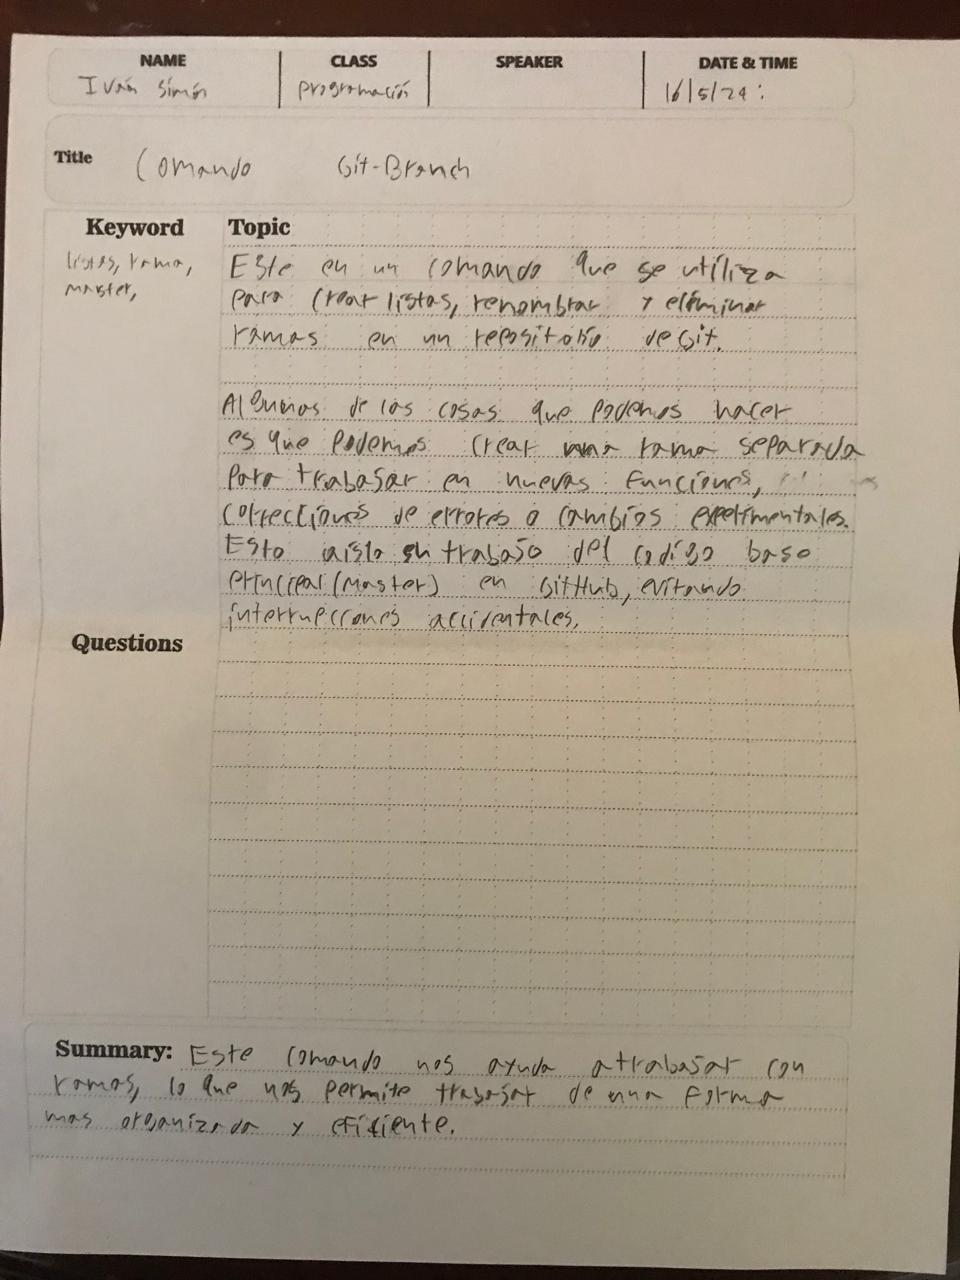 NAME CLASS SPEAKER DATE & TIME
Iván Simón programación 16/5/24:
Title Comando Git-Branch
Keyword Topic
listas, rama,
master,
Este en un comando que se utiliza
para crear listas, renombrar y eliminar
ramas en un repositorio de Git.
Algunas de las cosas que podemos hacer
es que podemos crear una rama separada
para trabajar en nuevas funciones,
correcciones de errores o cambios experimentales.
Esto aisla en trabajo del codigo base
principal (master) en GitHub, evitando
interrupciones accidentales.
Questions
Summary: Este comando nos ayuda a trabajar con
ramas, lo que nos permite trabajar de una forma
mas organizada y eficiente.